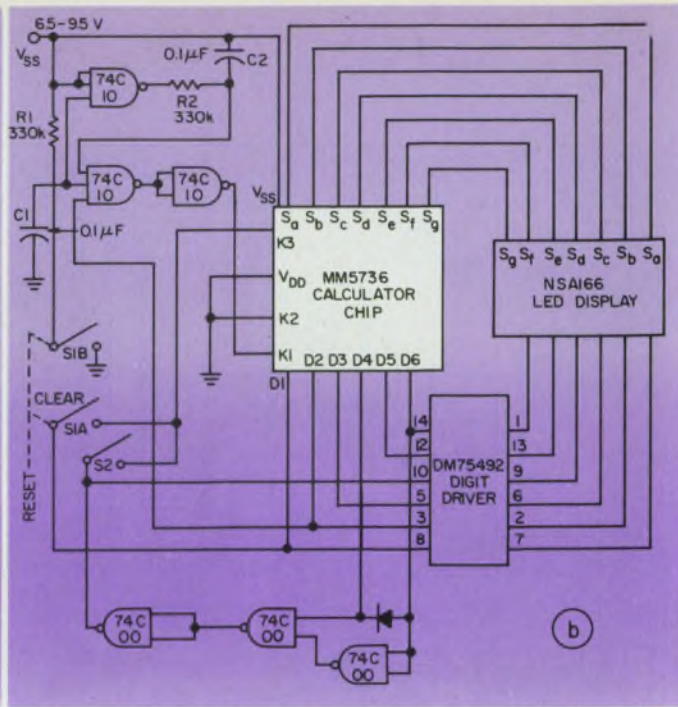 6.5-9.5 V
VSS
0.1µF
C2
74C
10
R2
330k
R1
330k
74C
10
74C
10
C1
0.1µF
VSS
Sa Sb Sc Sd Se Sf Sg
K3
VDD
MM5736
CALCULATOR
CHIP
K2
K1
D1
D2 D3 D4 D5 D6
Sg Sf Se Sd Sc Sb Sa
NSA166
LED DISPLAY
S1B
CLEAR
S1A
S2
RESET
14
12
10
5
3
8
DM75492
DIGIT
DRIVER
1
13
9
6
2
7
74C
00
74C
00
74C
00
b